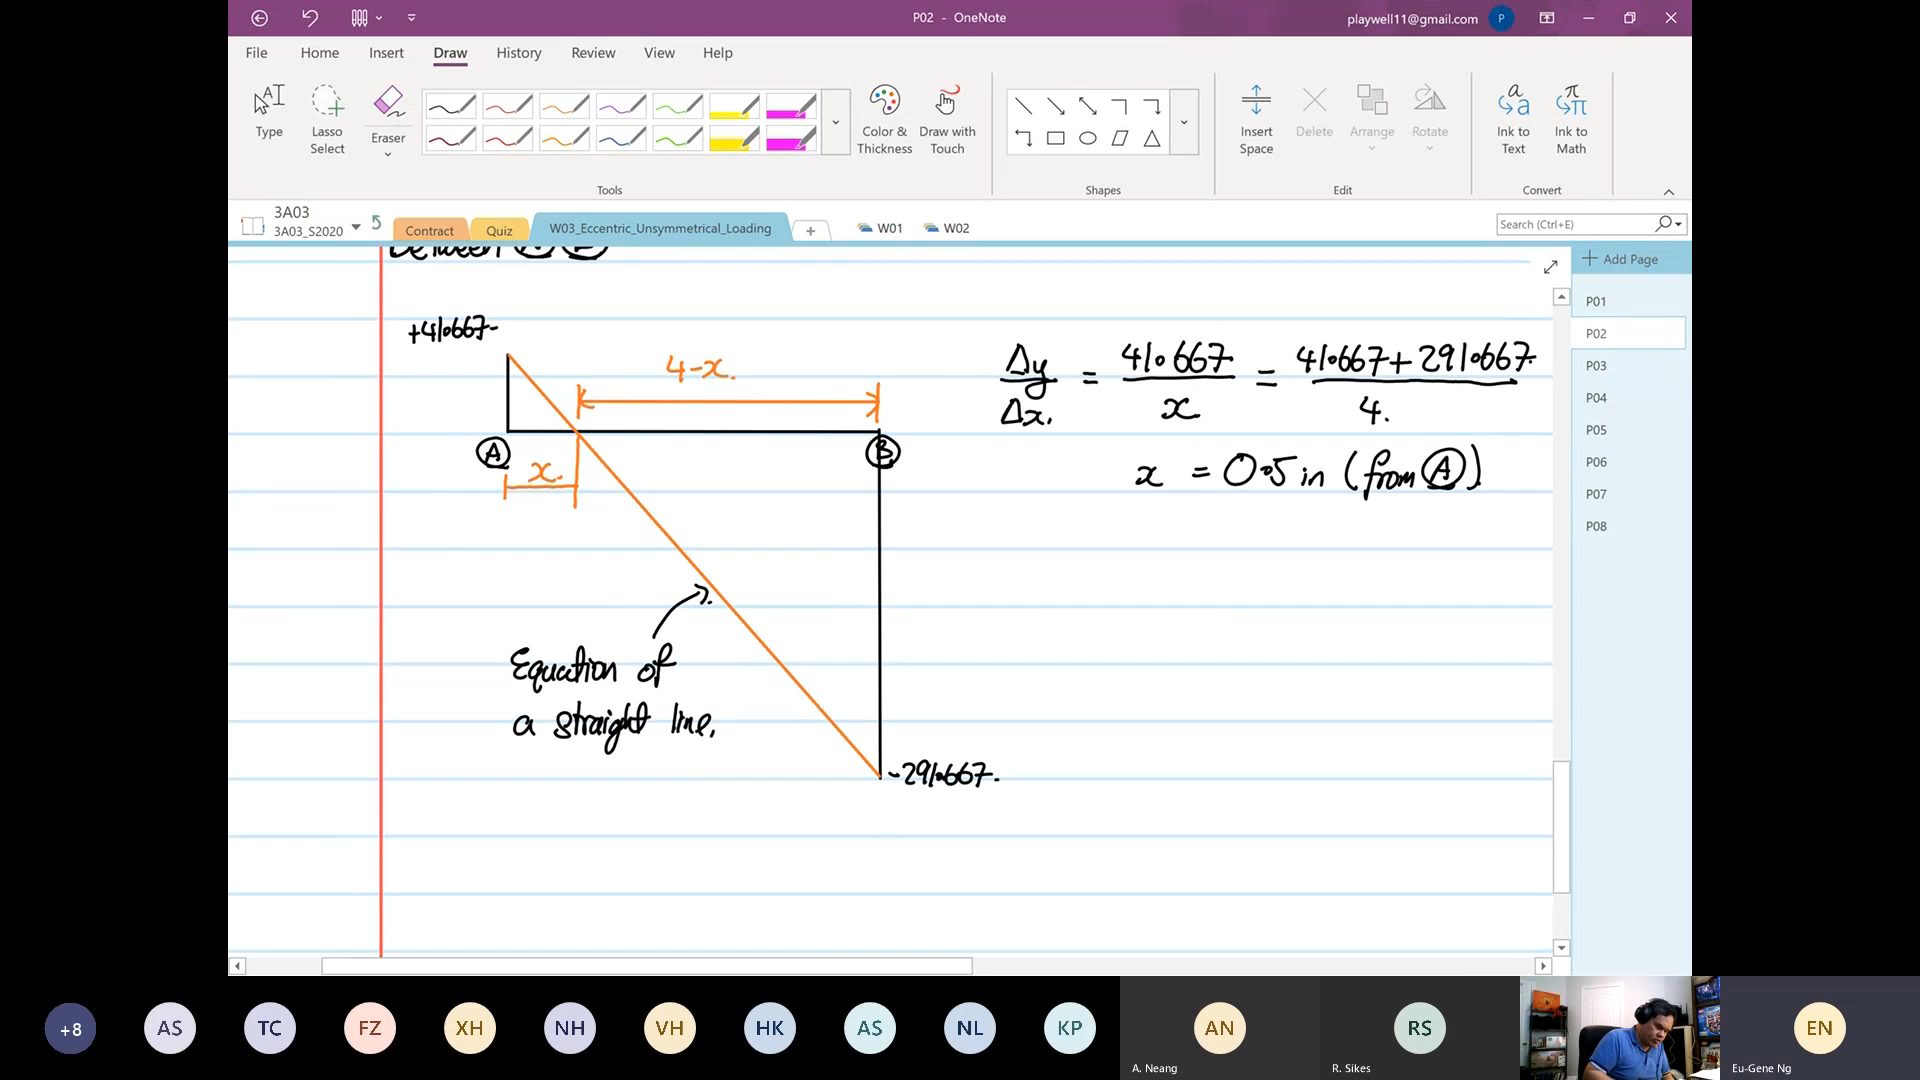 P02 - OneNote
playwell11@gmail.com
P
File
Home
Insert
Draw
History
Review
View
Help
Type
Lasso
Select
Eraser
Color &
Thickness
Draw with
Touch
Insert
Space
Delete
Arrange
Rotate
Ink to
Text
Ink to
Math
Tools
Shapes
Edit
Convert
3A03
3A03_S2020
Contract
Quiz
W03_Eccentric_Unsymmetrical_Loading
W01
W02
Search (Ctrl+E)
Add Page
P01
P02
P03
P04
P05
P06
P07
P08
Between
+41.667
4-x.
A
B
x.
Δy/Δx. = 41.667/x = 41.667+291.667/4.
x = 0.5 in (from A)
Equation of
a straight line.
-291.667.
+8
AS
TC
FZ
XH
NH
VH
HK
AS
NL
KP
AN
A. Neang
RS
R. Sikes
EN
Eu-Gene Ng